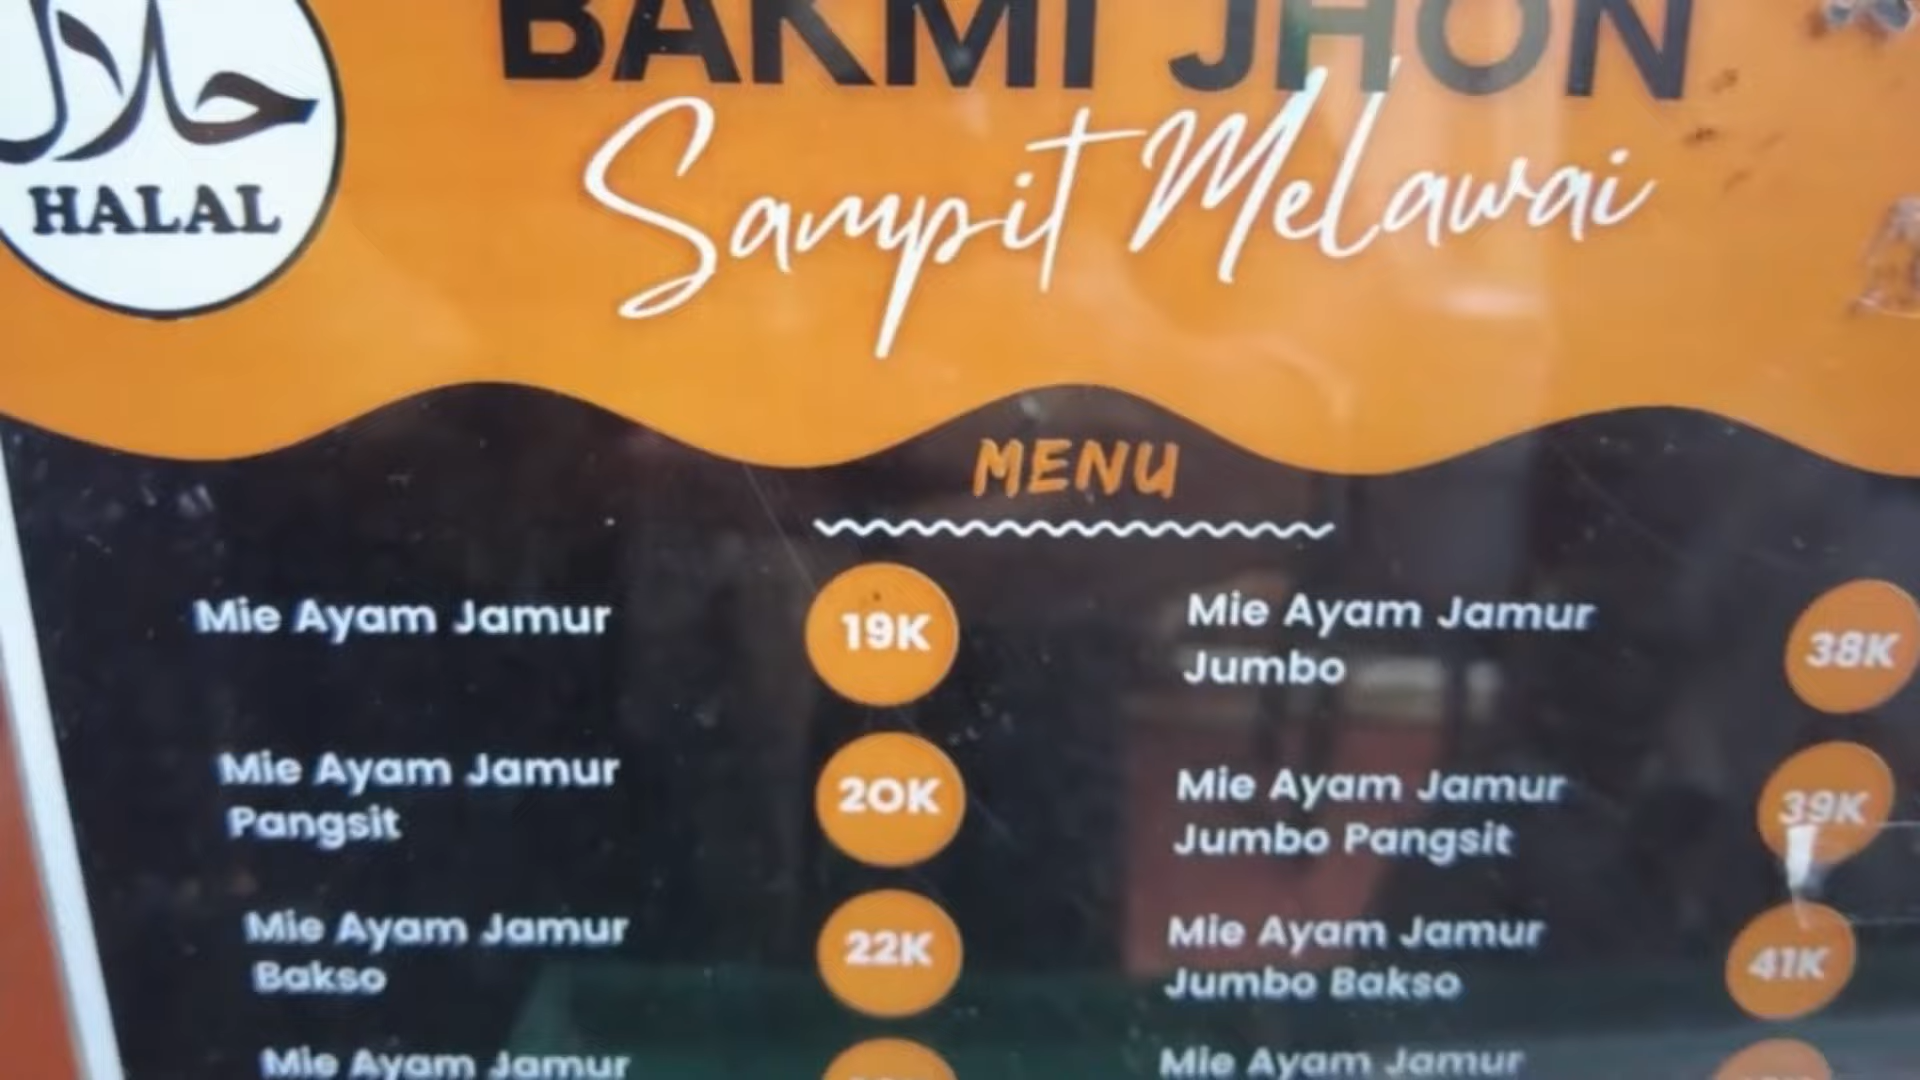 حلال
HALAL
BAKMI JHON
Sampit Melawai
MENU
Mie Ayam Jamur
19K
Mie Ayam Jamur
Pangsit
20K
Mie Ayam Jamur
Bakso
22K
Mie Ayam Jamur
Mie Ayam Jamur
Jumbo
38K
Mie Ayam Jamur
Jumbo Pangsit
39K
Mie Ayam Jamur
Jumbo Bakso
41K
Mie Ayam Jamur